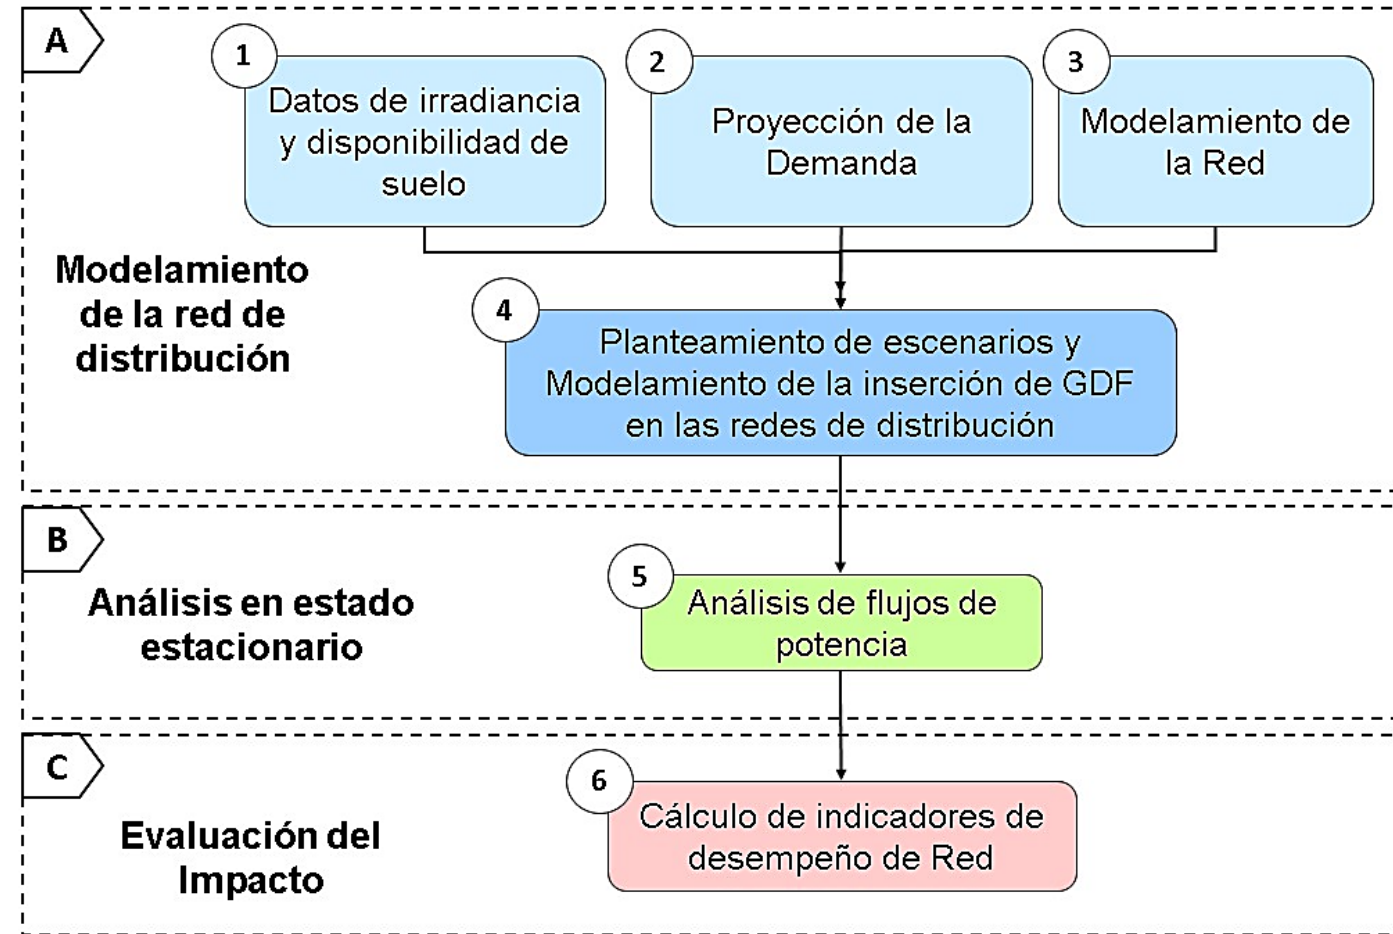 A
1
Datos de irradiancia
y disponibilidad de
suelo
2
Proyección de la
Demanda
3
Modelamiento de
la Red
Modelamiento
de la red de
distribución
4
Planteamiento de escenarios y
Modelamiento de la inserción de GDF
en las redes de distribución
B
Análisis en estado
estacionario
5
Análisis de flujos de
potencia
C
Evaluación del
Impacto
6
Cálculo de indicadores de
desempeño de Red